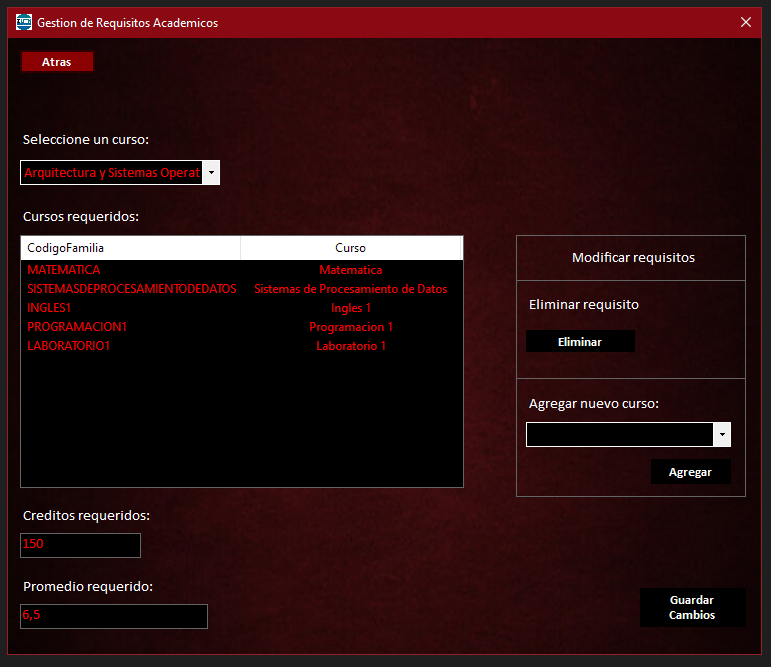 Gestion de Requisitos Academicos
Atras
Seleccione un curso:
Arquitectura y Sistemas Operat
Cursos requeridos:
CodigoFamilia Curso
MATEMATICA Matematica
SISTEMASDEPROCESAMIENTODEDATOS Sistemas de Procesamiento de Datos
INGLES1 Ingles 1
PROGRAMACION1 Programacion 1
LABORATORIO1 Laboratorio 1
Modificar requisitos
Eliminar requisito
Eliminar
Agregar nuevo curso:
Agregar
Creditos requeridos:
150
Promedio requerido:
6,5
Guardar
Cambios